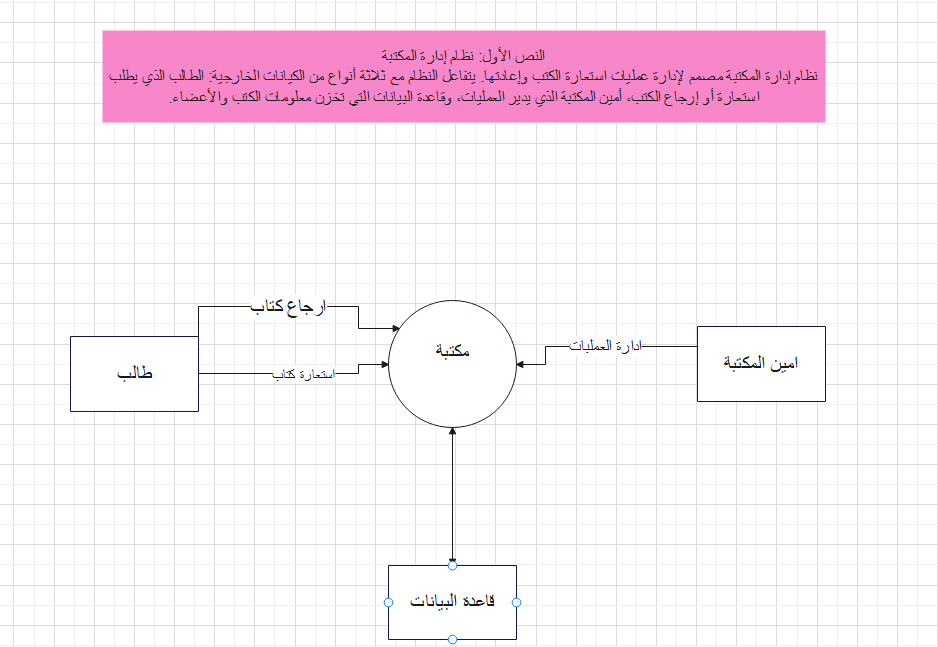 النص الأول: نظام إدارة المكتبة
نظام إدارة المكتبة مصمم لإدارة عمليات استعارة الكتب وإعادتها. يتفاعل النظام مع ثلاثة أنواع من الكيانات الخارجية: الطالب الذي يطلب
استعارة أو إرجاع الكتب، أمين المكتبة الذي يدير العمليات، وقاعدة البيانات التي تخزن معلومات الكتب والأعضاء.
ارجاع كتاب
مكتبة
ادارة العمليات
امين المكتبة
طالب
استعارة كتاب
قاعدة البيانات